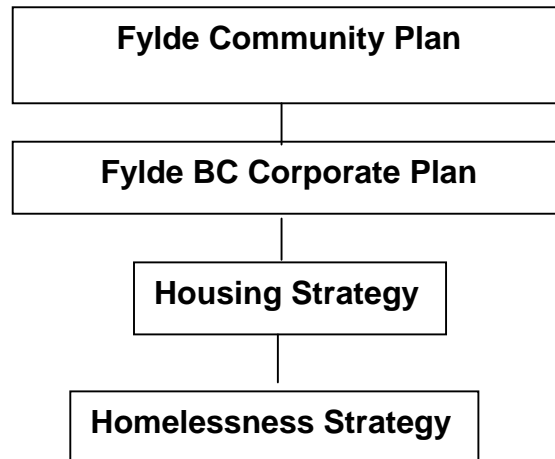 Fylde Community Plan
Fylde BC Corporate Plan
Housing Strategy
Homelessness Strategy